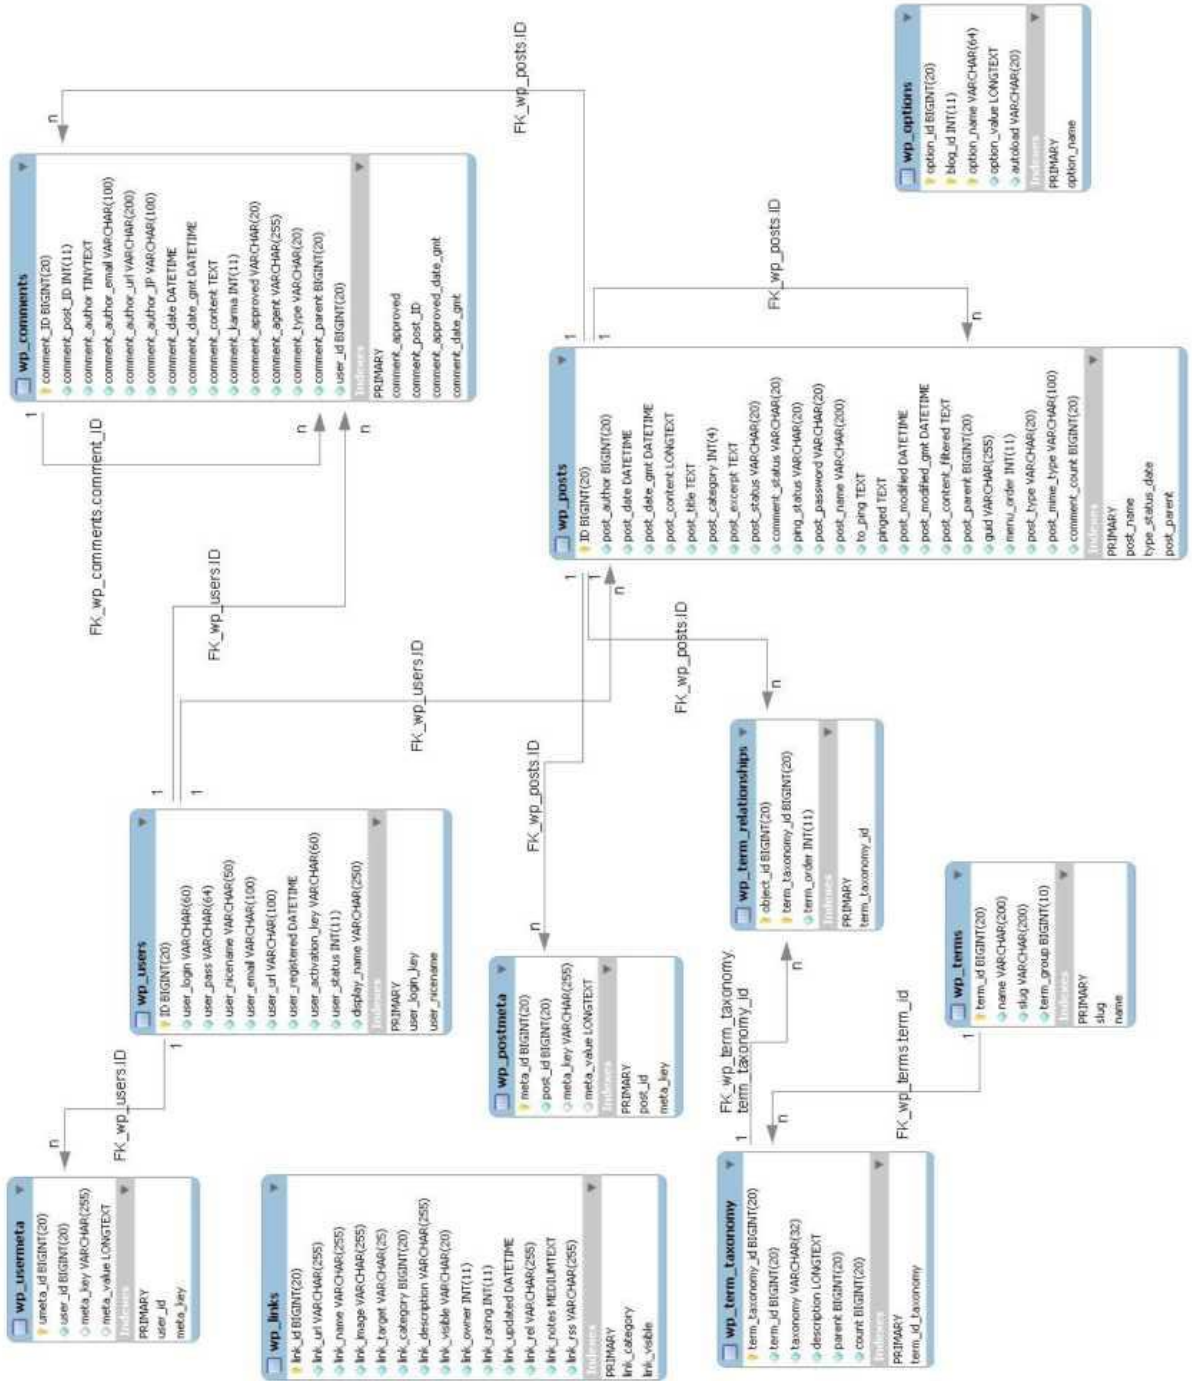 wp_usermeta
umeta_id BIGINT(20)
user_id BIGINT(20)
meta_key VARCHAR(255)
meta_value LONGTEXT
Indexes
PRIMARY
user_id
meta_key
n
FK_wp_users.ID
1
wp_users
ID BIGINT(20)
user_login VARCHAR(60)
user_pass VARCHAR(64)
user_nicename VARCHAR(50)
user_email VARCHAR(100)
user_url VARCHAR(100)
user_registered DATETIME
user_activation_key VARCHAR(60)
user_status INT(11)
display_name VARCHAR(250)
Indexes
PRIMARY
user_login_key
user_nicename
1
1
FK_wp_users.ID
FK_wp_users.ID
FK_wp_comments.comment_ID
1
n
n
wp_comments
comment_ID BIGINT(20)
comment_post_ID INT(11)
comment_author TINYTEXT
comment_author_email VARCHAR(100)
comment_author_url VARCHAR(200)
comment_author_IP VARCHAR(100)
comment_date DATETIME
comment_date_gmt DATETIME
comment_content TEXT
comment_karma INT(11)
comment_approved VARCHAR(20)
comment_agent VARCHAR(255)
comment_type VARCHAR(20)
comment_parent BIGINT(20)
user_id BIGINT(20)
Indexes
PRIMARY
comment_approved
comment_post_ID
comment_approved_date_gmt
comment_date_gmt
n
FK_wp_posts.ID
wp_links
link_id BIGINT(20)
link_url VARCHAR(255)
link_name VARCHAR(255)
link_image VARCHAR(255)
link_target VARCHAR(25)
link_category BIGINT(20)
link_description VARCHAR(255)
link_visible VARCHAR(20)
link_owner INT(11)
link_rating INT(11)
link_updated DATETIME
link_rel VARCHAR(255)
link_notes MEDIUMTEXT
link_rss VARCHAR(255)
Indexes
PRIMARY
link_category
link_visible
wp_postmeta
meta_id BIGINT(20)
post_id BIGINT(20)
meta_key VARCHAR(255)
meta_value LONGTEXT
Indexes
PRIMARY
post_id
meta_key
n
FK_wp_posts.ID
1
1
n
wp_posts
ID BIGINT(20)
post_author BIGINT(20)
post_date DATETIME
post_date_gmt DATETIME
post_content LONGTEXT
post_title TEXT
post_category INT(4)
post_excerpt TEXT
post_status VARCHAR(20)
comment_status VARCHAR(20)
ping_status VARCHAR(20)
post_password VARCHAR(20)
post_name VARCHAR(200)
to_ping TEXT
pinged TEXT
post_modified DATETIME
post_modified_gmt DATETIME
post_content_filtered TEXT
post_parent BIGINT(20)
guid VARCHAR(255)
menu_order INT(11)
post_type VARCHAR(20)
post_mime_type VARCHAR(100)
comment_count BIGINT(20)
Indexes
PRIMARY
post_name
type_status_date
post_parent
1
1
n
FK_wp_posts.ID
FK_wp_posts.ID
wp_term_taxonomy
term_taxonomy_id BIGINT(20)
term_id BIGINT(20)
taxonomy VARCHAR(32)
description LONGTEXT
parent BIGINT(20)
count BIGINT(20)
Indexes
PRIMARY
term_id_taxonomy
1
n
FK_wp_term_taxonomy.
term_taxonomy_id
FK_wp_terms.term_id
n
n
wp_term_relationships
object_id BIGINT(20)
term_taxonomy_id BIGINT(20)
term_order INT(11)
Indexes
PRIMARY
term_taxonomy_id
1
wp_terms
term_id BIGINT(20)
name VARCHAR(200)
slug VARCHAR(200)
term_group BIGINT(10)
Indexes
PRIMARY
slug
name
wp_options
option_id BIGINT(20)
blog_id INT(11)
option_name VARCHAR(64)
option_value LONGTEXT
autoload VARCHAR(20)
Indexes
PRIMARY
option_name